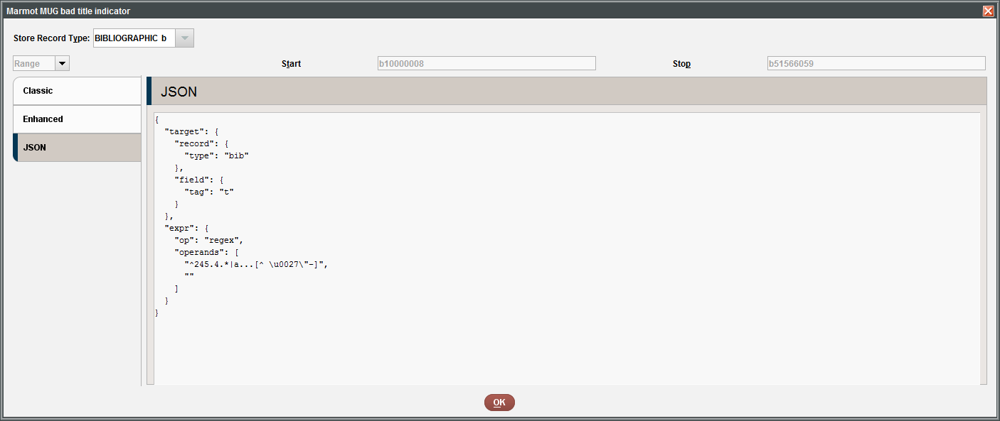 Marmot MUG bad title indicator
Store Record Type: BIBLIOGRAPHIC b
Range Start b10000008 Stop b51566059
Classic
Enhanced
JSON
JSON
{
  "target": {
    "record": {
      "type": "bib"
    },
    "field": {
      "tag": "t"
    }
  },
  "expr": {
    "op": "regex",
    "operands": [
      "^245.4.*|a...[^ \u0027\"-]",
      ""
    ]
  }
}
OK